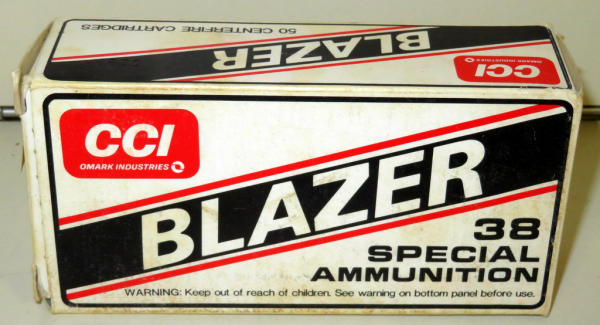 50 CENTERFIRE CARTRIDGES
BLAZER
CCI
OMARK INDUSTRIES
CCI
OMARK INDUSTRIES
BLAZER
38
SPECIAL
AMMUNITION
WARNING: Keep out of reach of children. See warning on bottom panel before use.